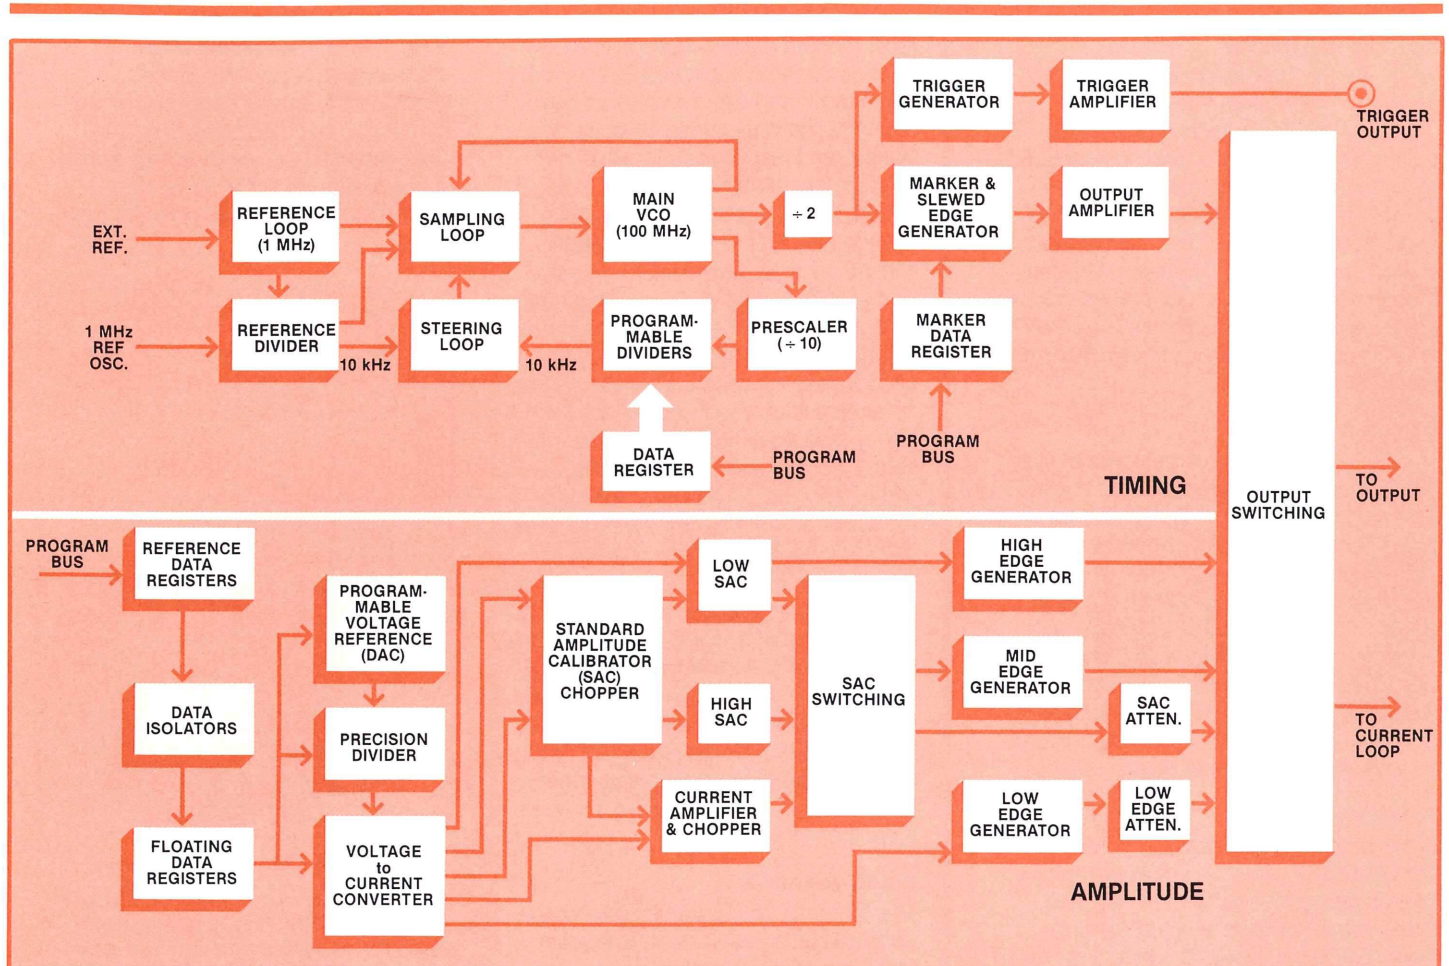 TRIGGER
GENERATOR
TRIGGER
AMPLIFIER
TRIGGER
OUTPUT
EXT.
REF.
REFERENCE
LOOP
(1 MHz)
SAMPLING
LOOP
MAIN
VCO
(100 MHz)
÷ 2
MARKER &
SLEWED
EDGE
GENERATOR
OUTPUT
AMPLIFIER
1 MHz
REF
OSC.
REFERENCE
DIVIDER
10 kHz
STEERING
LOOP
10 kHz
PROGRAM-
MABLE
DIVIDERS
PRESCALER
(÷ 10)
MARKER
DATA
REGISTER
DATA
REGISTER
PROGRAM
BUS
PROGRAM
BUS
TIMING
OUTPUT
SWITCHING
TO
OUTPUT
TO
CURRENT
LOOP
PROGRAM
BUS
REFERENCE
DATA
REGISTERS
DATA
ISOLATORS
FLOATING
DATA
REGISTERS
PROGRAM-
MABLE
VOLTAGE
REFERENCE
(DAC)
PRECISION
DIVIDER
VOLTAGE
to
CURRENT
CONVERTER
STANDARD
AMPLITUDE
CALIBRATOR
(SAC)
CHOPPER
LOW
SAC
HIGH
SAC
CURRENT
AMPLIFIER
& CHOPPER
SAC
SWITCHING
HIGH
EDGE
GENERATOR
MID
EDGE
GENERATOR
SAC
ATTEN.
LOW
EDGE
GENERATOR
LOW
EDGE
ATTEN.
AMPLITUDE